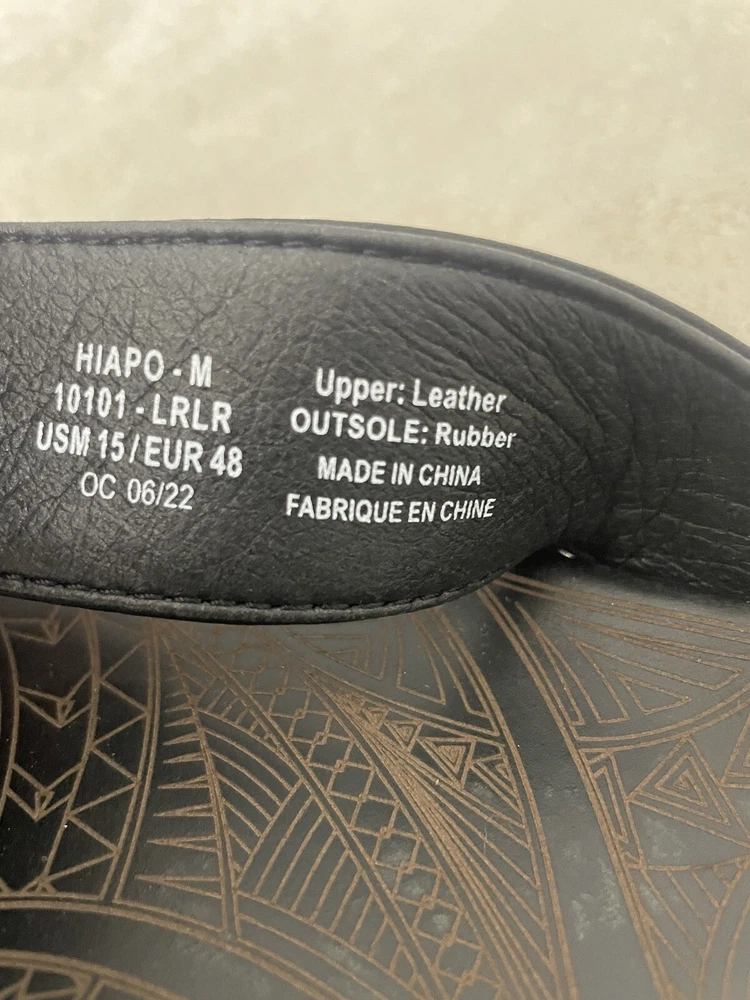 HIAPO - M
10101 - LRLR
USM 15 / EUR 48
OC 06/22
Upper: Leather
OUTSOLE: Rubber
MADE IN CHINA
FABRIQUE EN CHINE